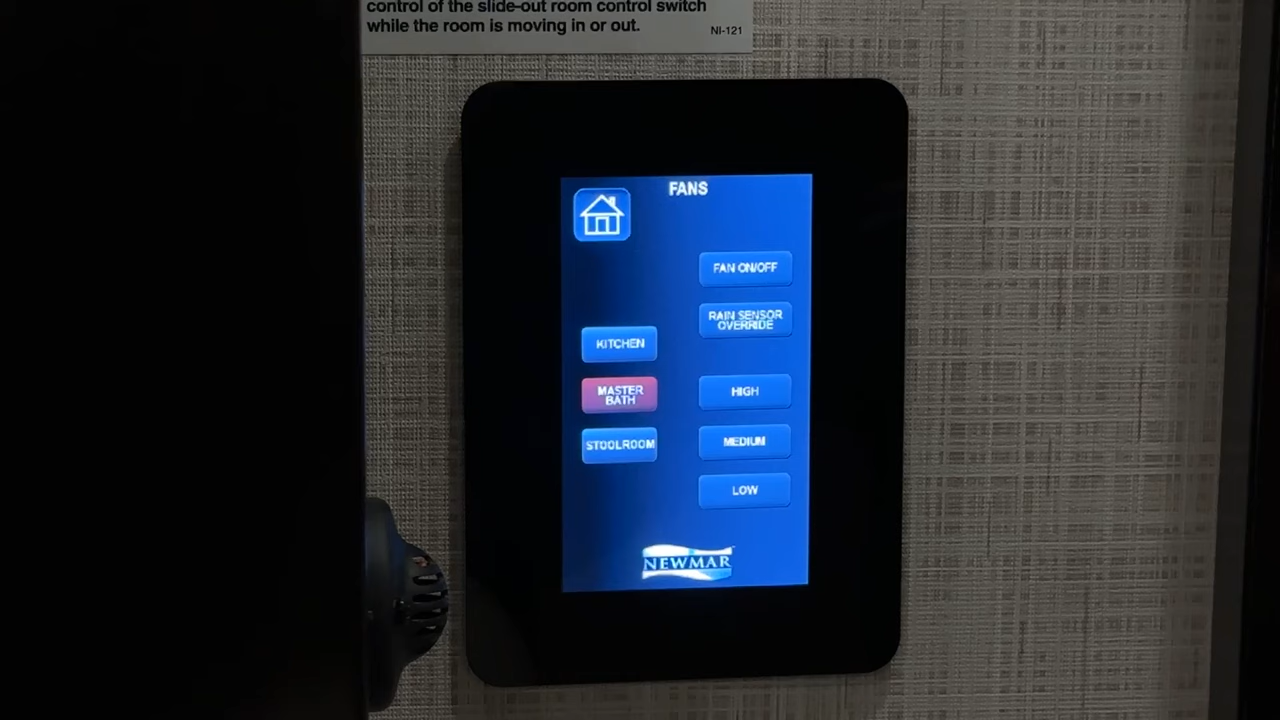 control of the slide-out room control switch
while the room is moving in or out.
NI-121
FANS
FAN ON/OFF
RAIN SENSOR
OVERRIDE
KITCHEN
MASTER
BATH
HIGH
STOOLROOM
MEDIUM
LOW
NEWMAR